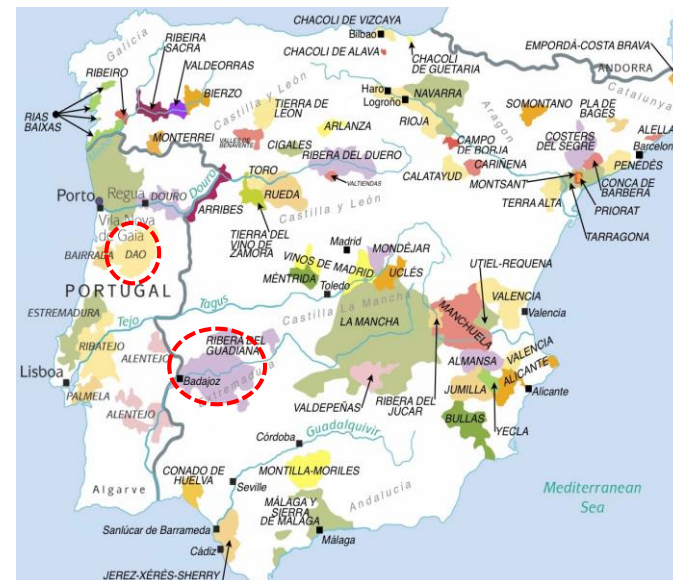 CHACOLI DE VIZCAYA
Bilbao
CHACOLI DE ALAVA
CHACOLI
DE GUETARIA
EMPORDÀ-COSTA BRAVA
ANDORRA
Galicia
RIBEIRA
SACRA
VALDEORRAS
RIBEIRO
BIERZO
RIAS
BAIXAS
MONTERREI
Castilla y León
TIERRA DE
LEON
ARLANZA
CIGALES
RIBERA DEL DUERO
VALTIENDAS
Haro
Logroño
NAVARRA
RIOJA
Aragon
SOMONTANO
PLA DE
BAGES
Catalunya
COSTERS
DEL SEGRE
ALELLA
Barcelon
PENEDÈS
CAMPO
DE BORJA
CARIÑENA
CALATAYUD
MONTSANT
CONCA DE
BARBERÀ
PRIORAT
TERRA ALTA
TARRAGONA
TORO
RUEDA
Castilla y León
Porto
Regua
DOURO
Douro
ARRIBES
Vila Nova
de Gaia
TIERRA DEL
VINO DE
ZAMORA
BAIRRADA
DAO
PORTUGAL
Madrid
MONDÉJAR
VINOS DE MADRID
MÉNTRIDA
UCLÉS
Toledo
UTIEL-REQUENA
VALENCIA
Valencia
ESTREMADURA
Tejo
Tagus
Castilla La Mancha
LA MANCHA
MANCHUELA
RIBATEJO
ALENTEJO
RIBERA DEL
GUADIANA
Extremadura
Badajoz
Lisboa
PALMELA
ALENTEJO
ALMANSA
VALENCIA
ALICANTE
Alicante
JUMILLA
YECLA
BULLAS
VALDEPEÑAS
RIBERA DEL
JÚCAR
Córdoba
Guadalquivir
CONADO DE
HUELVA
MONTILLA-MORILES
Seville
Algarve
MÁLAGA Y
SIERRA
DE MÁLAGA
Andalucia
Málaga
Mediterranean
Sea
Sanlúcar de Barrameda
Cádiz
JEREZ-XÉRÈS-SHERRY